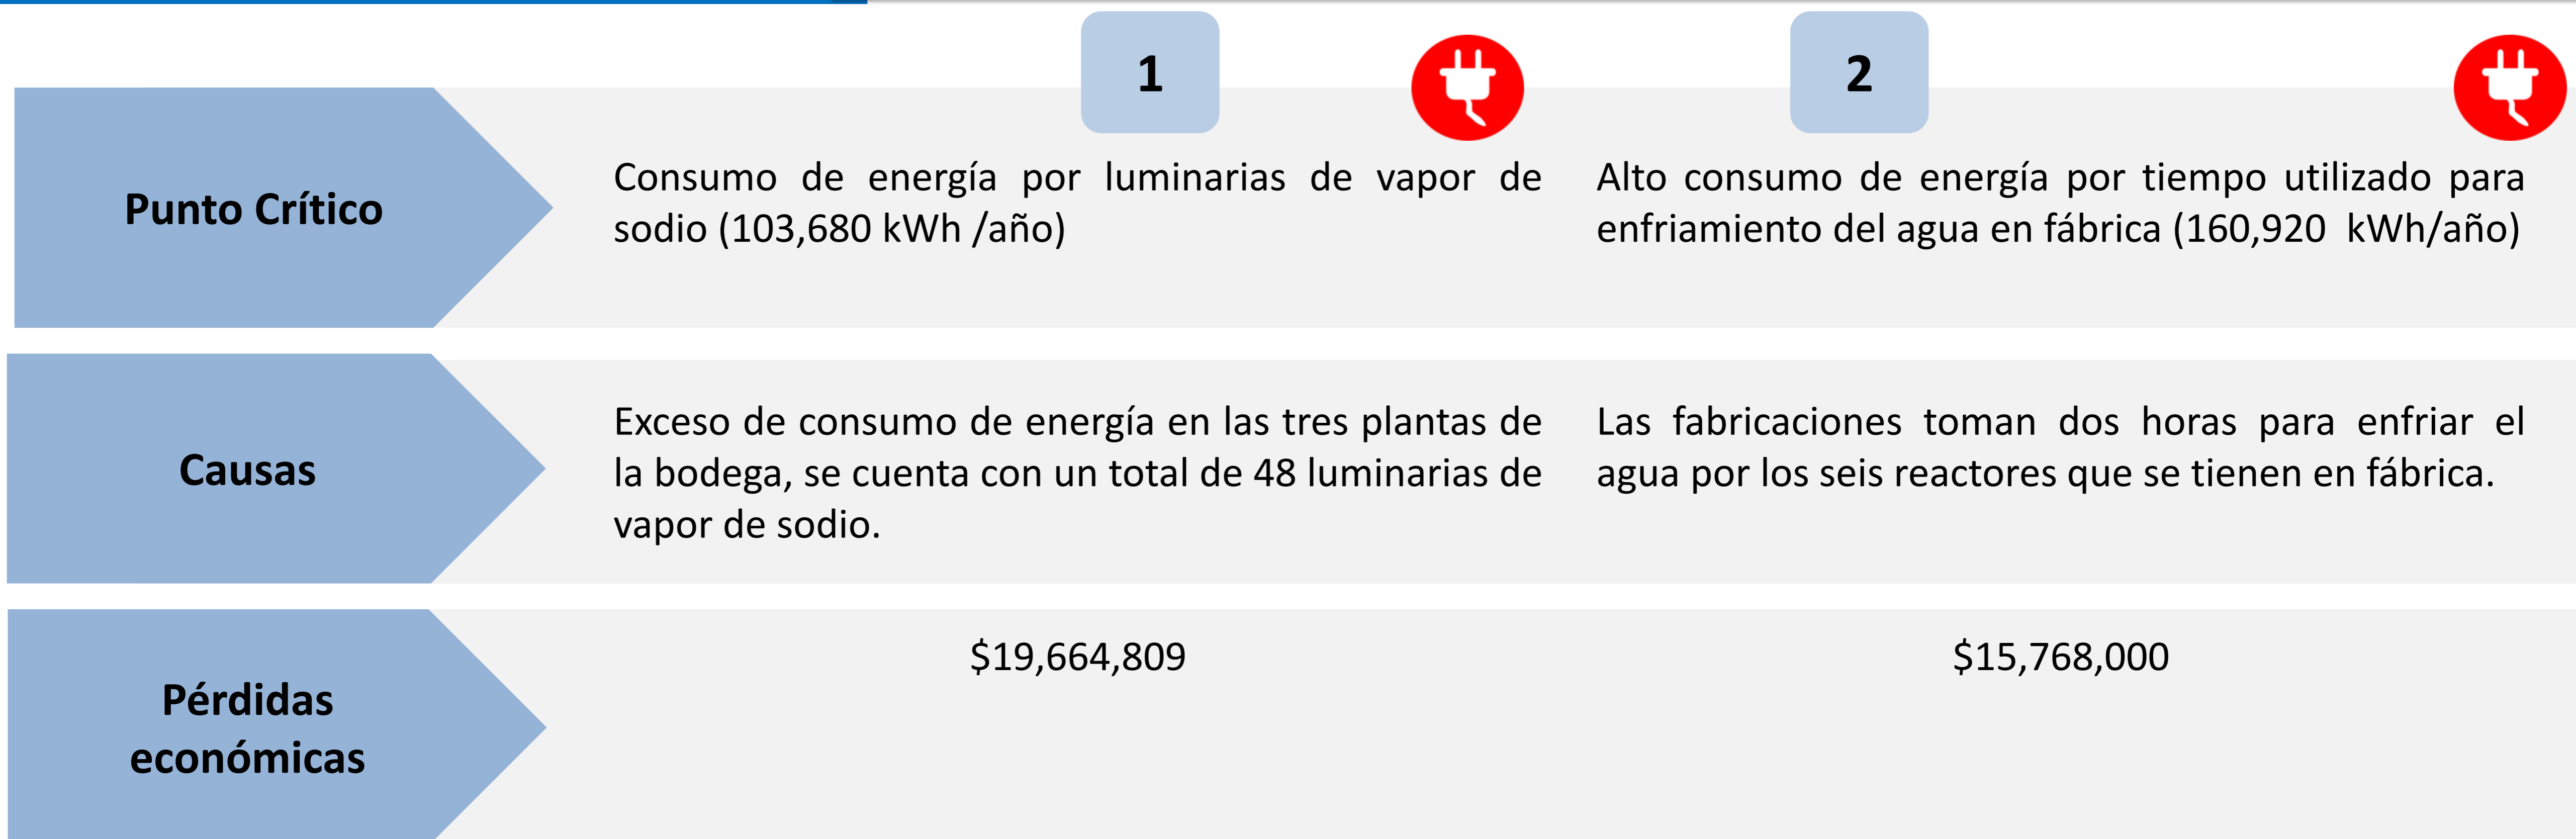 1
2
Punto Crítico
Consumo de energía por luminarias de vapor de
sodio (103,680 kWh /año)
Alto consumo de energía por tiempo utilizado para
enfriamiento del agua en fábrica (160,920 kWh/año)
Causas
Exceso de consumo de energía en las tres plantas de
la bodega, se cuenta con un total de 48 luminarias de
vapor de sodio.
Las fabricaciones toman dos horas para enfriar el
agua por los seis reactores que se tienen en fábrica.
Pérdidas
económicas
$19,664,809
$15,768,000